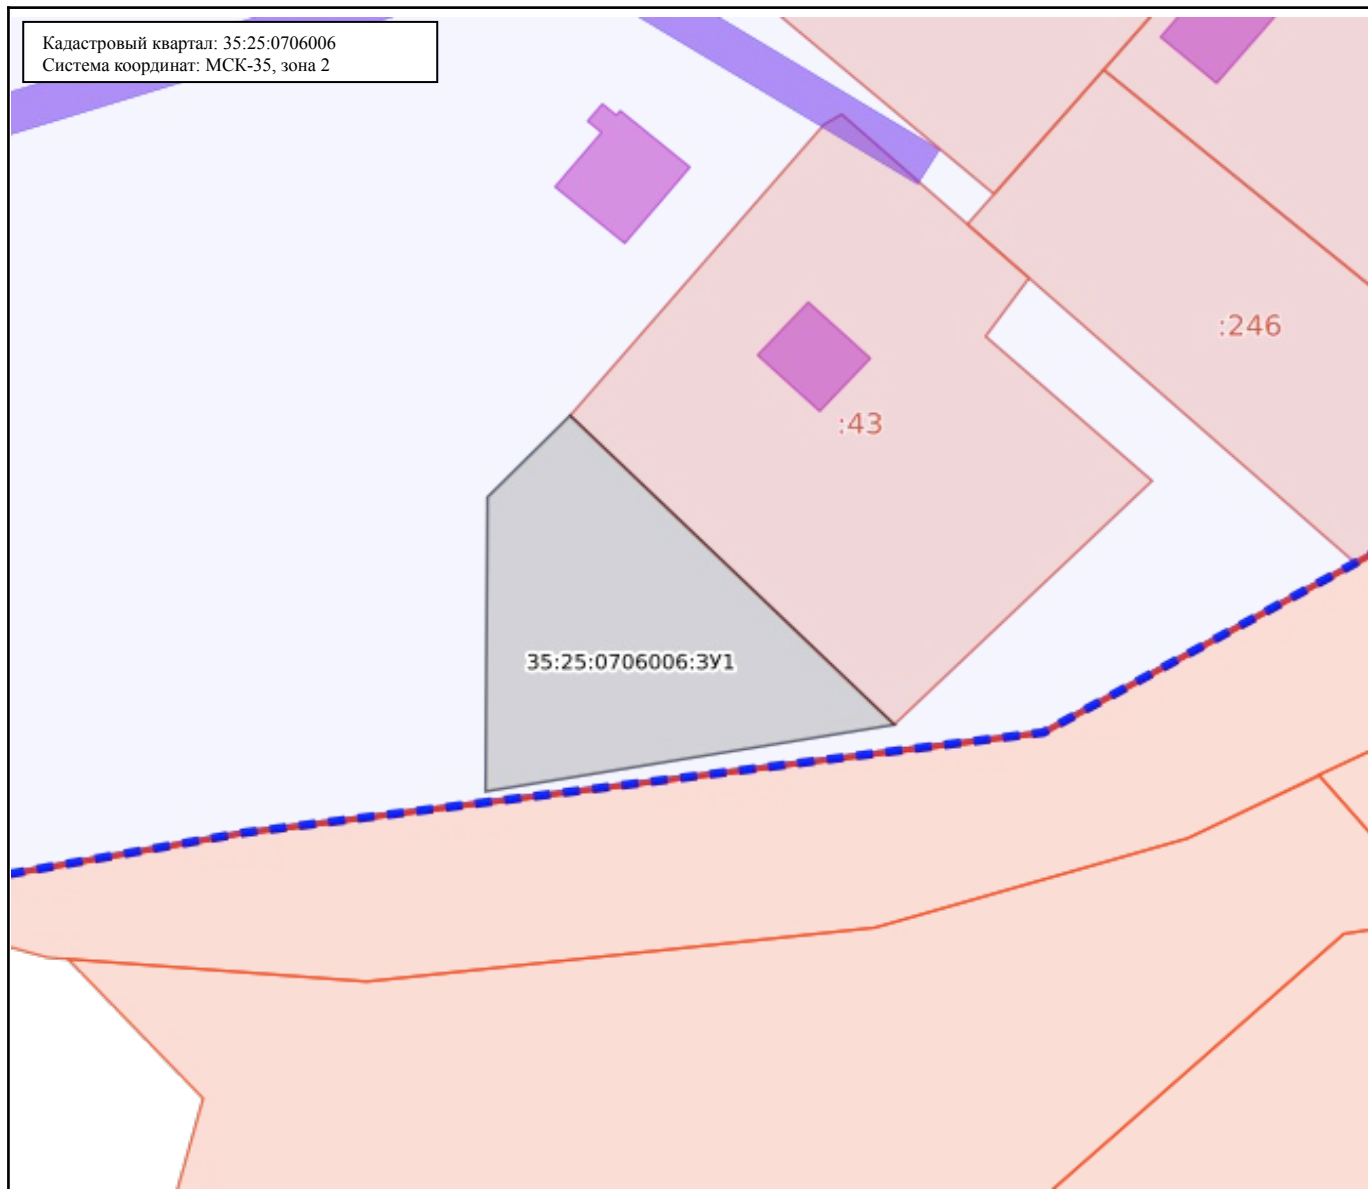 Кадастровый квартал: 35:25:0706006
Система координат: МСК-35, зона 2
:246
:43
35:25:0706006:ЗУ1